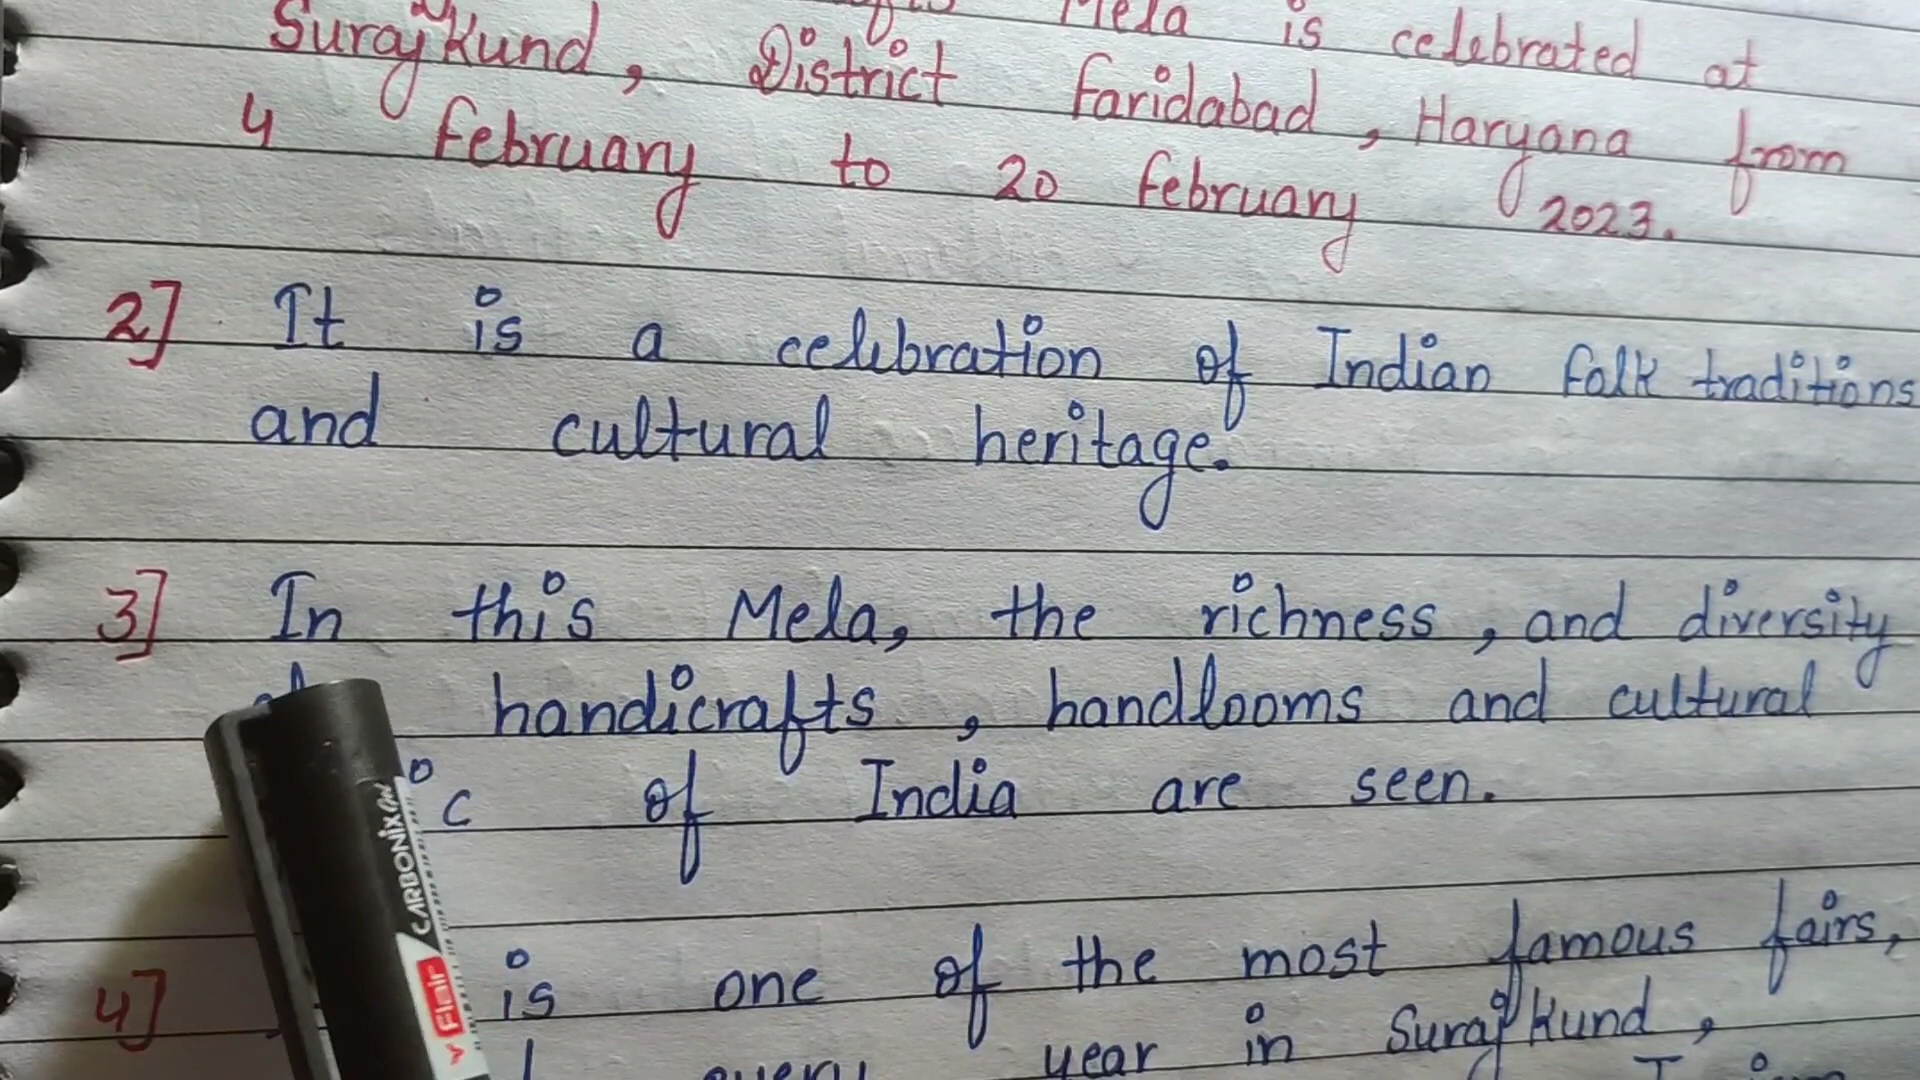 Mela is celebrated at
Surajkund, District Faridabad, Haryana from
4 February to 20 February 2023.
2] It is a celebration of Indian folk traditions
and cultural heritage.
3] In this Mela, the richness, and diversity
handicrafts, handlooms and cultural
of India are seen.
4] is one of the most famous fairs,
every year in Surajkund,
CARBONIX Gel
Flair